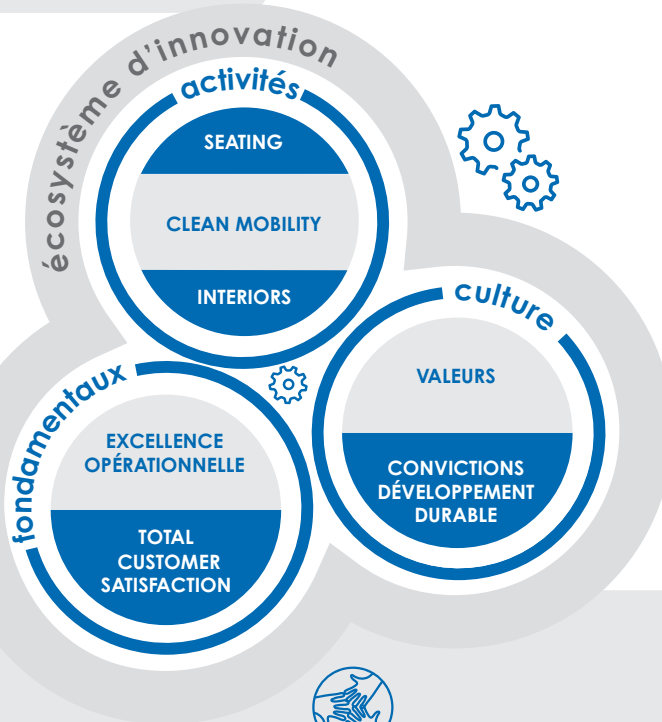 écosystème d'innovation
activités
SEATING
CLEAN MOBILITY
INTERIORS
culture
VALEURS
CONVICTIONS
DÉVELOPPEMENT
DURABLE
fondamentaux
EXCELLENCE
OPÉRATIONNELLE
TOTAL
CUSTOMER
SATISFACTION